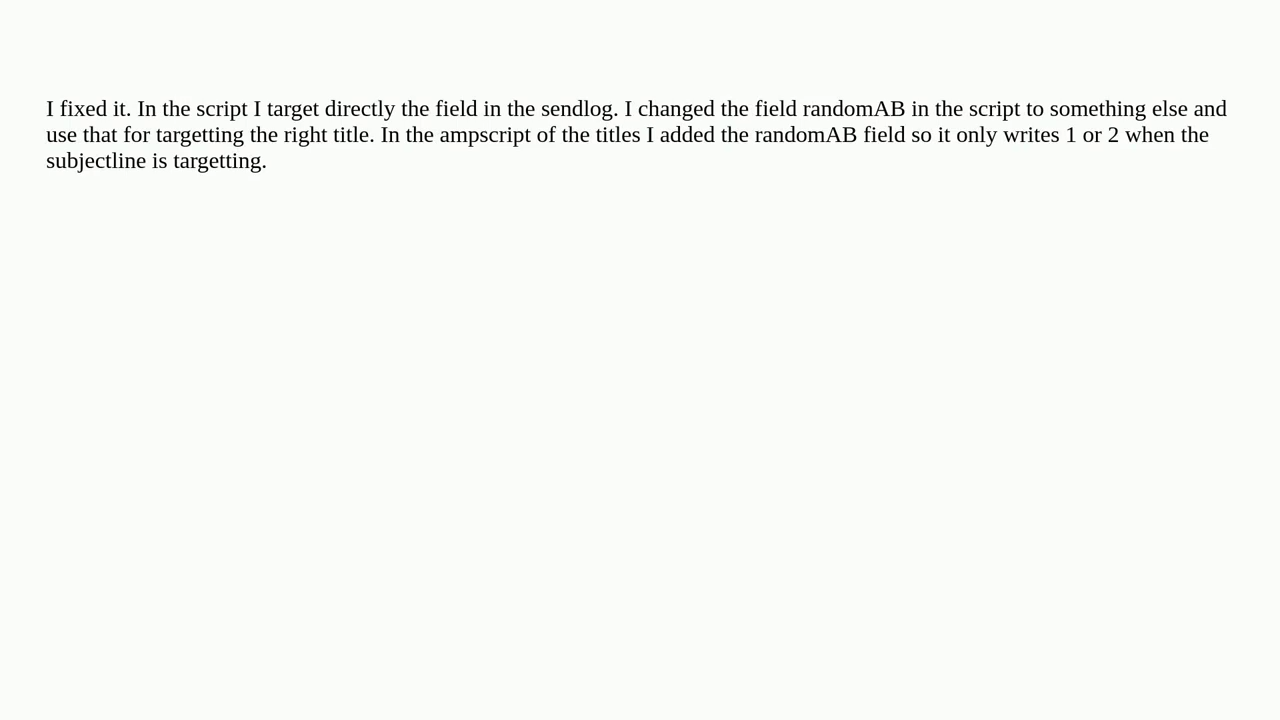 I fixed it. In the script I target directly the field in the sendlog. I changed the field randomAB in the script to something else and
use that for targetting the right title. In the ampscript of the titles I added the randomAB field so it only writes 1 or 2 when the
subjectline is targetting.